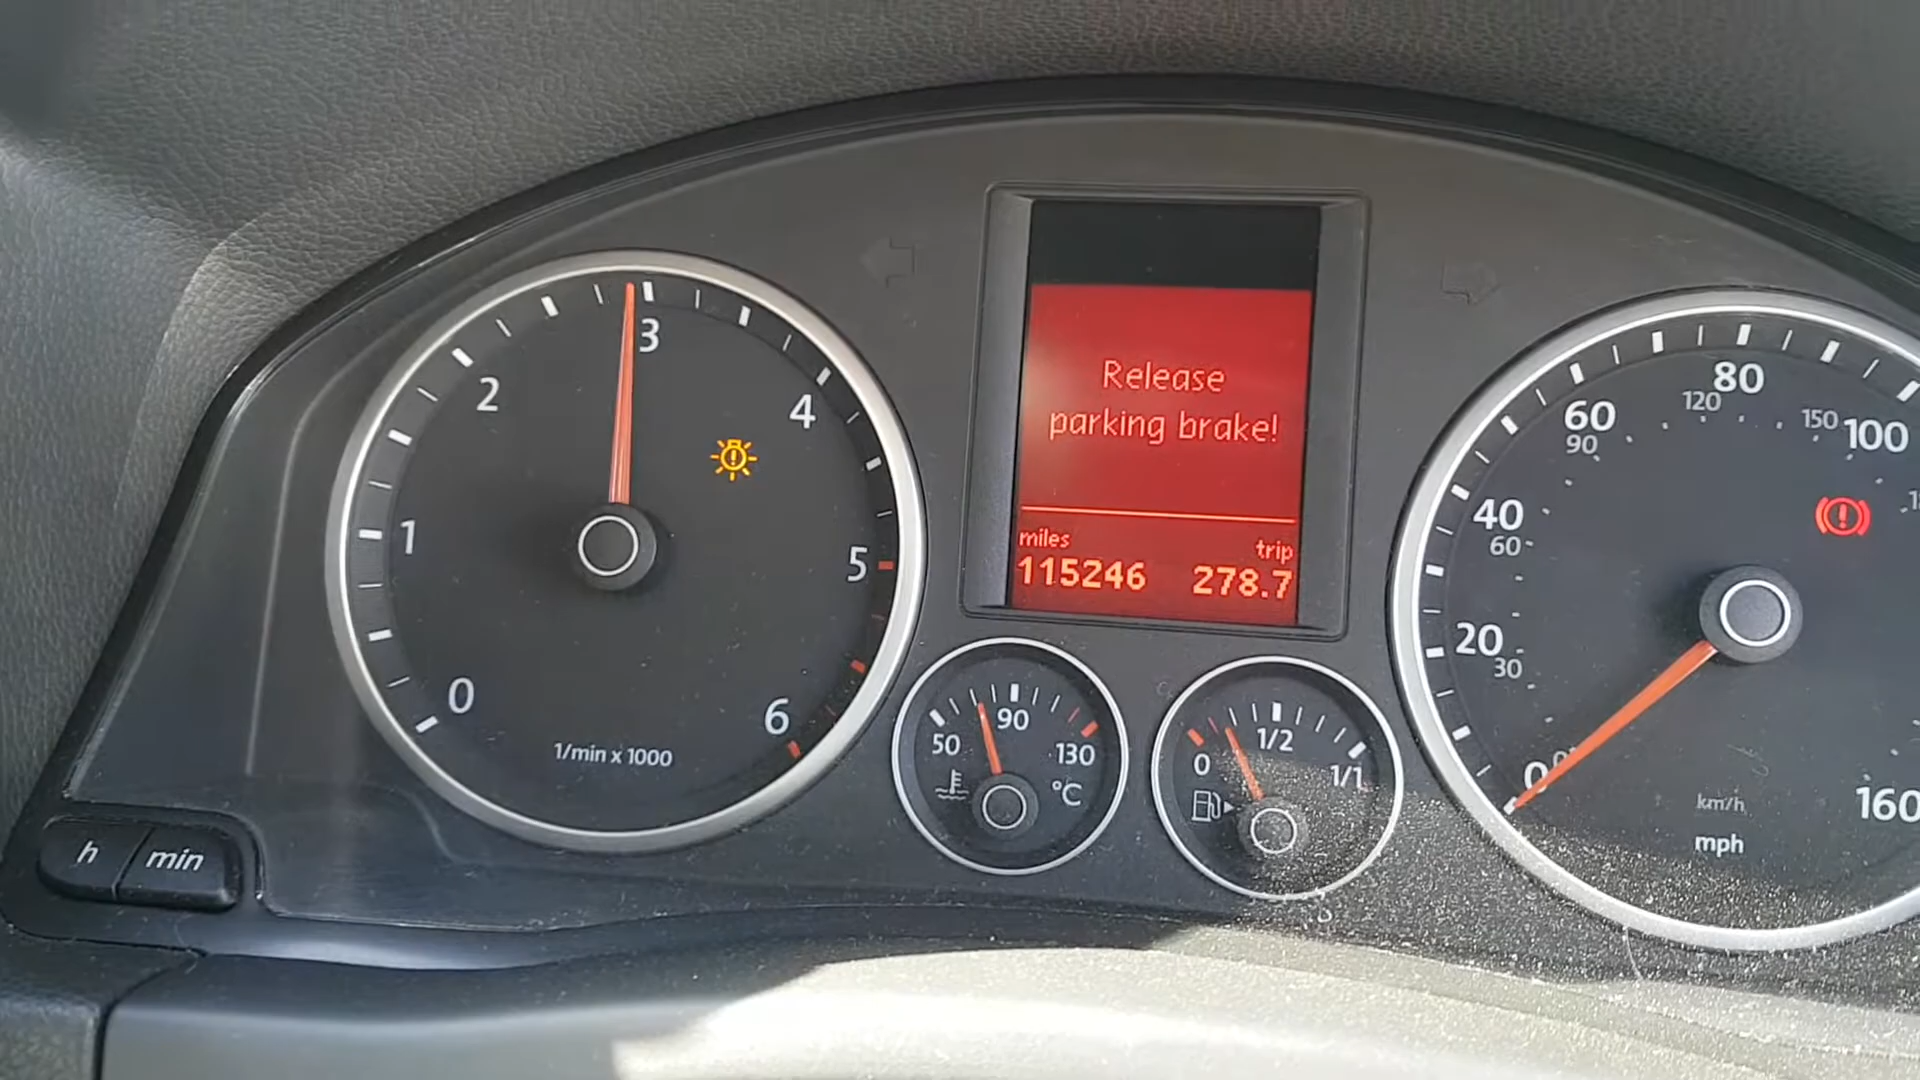 0
1
2
3
4
5
6
1/min x 1000
Release
parking brake!
miles
trip
115246
278.7
50
90
130
°C
0
1/2
1/1
0
20
30
40
60
60
90
80
120
100
150
160
km/h
mph
h
min